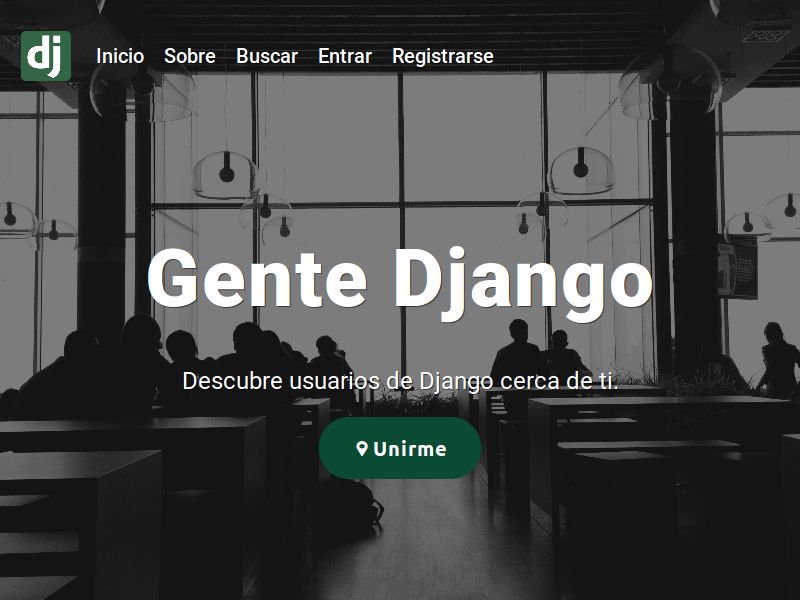 dj
Inicio Sobre Buscar Entrar Registrarse
Gente Django
Descubre usuarios de Django cerca de ti.
Unirme